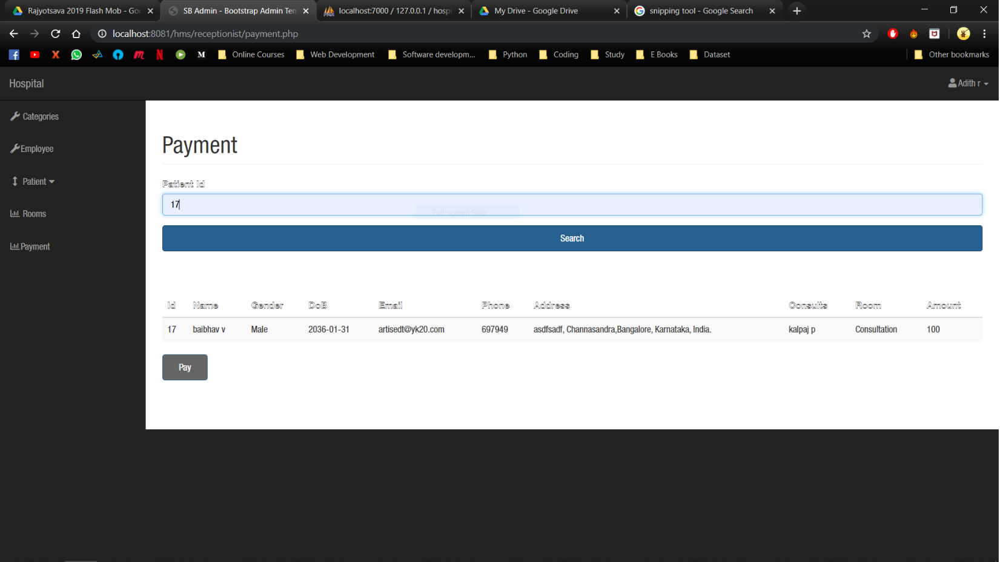 Rajyotsava 2019 Flash Mob - Goo
SB Admin - Bootstrap Admin Tem
localhost:7000 / 127.0.0.1 / hospi
My Drive - Google Drive
snipping tool - Google Search
localhost:8081/hms/receptionist/payment.php
Online Courses
Web Development
Software developm...
Python
Coding
Study
E Books
Dataset
Other bookmarks
Hospital
Adith r
Categories
Employee
Patient
Rooms
Payment
Payment
Patient Id
17
Full-screen Snip
Search
Id Name Gender DoB Email Phone Address Consults Room Amount
17 baibhav v Male 2036-01-31 artisedt@yk20.com 697949 asdfsadf, Channasandra,Bangalore, Karnataka, India. kalpaj p Consultation 100
Pay